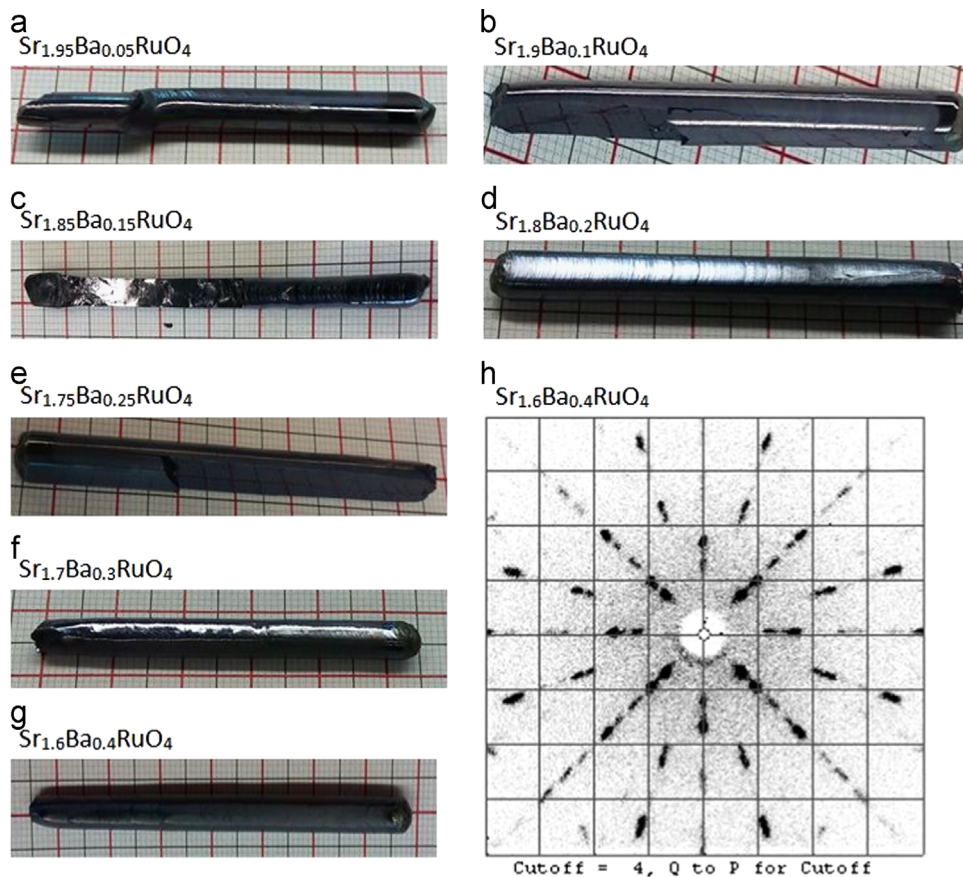 a
Sr₁.₉₅Ba₀.₀₅RuO₄
b
Sr₁.₉Ba₀.₁RuO₄
c
Sr₁.₈₅Ba₀.₁₅RuO₄
d
Sr₁.₈Ba₀.₂RuO₄
e
Sr₁.₇₅Ba₀.₂₅RuO₄
f
Sr₁.₇Ba₀.₃RuO₄
g
Sr₁.₆Ba₀.₄RuO₄
h
Sr₁.₆Ba₀.₄RuO₄
Cutoff = 4, Q to P for Cutoff